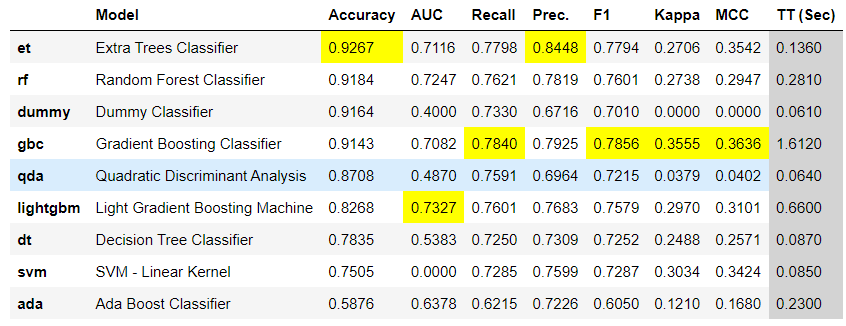 Model Accuracy AUC Recall Prec. F1 Kappa MCC TT (Sec)
et Extra Trees Classifier 0.9267 0.7116 0.7798 0.8448 0.7794 0.2706 0.3542 0.1360
rf Random Forest Classifier 0.9184 0.7247 0.7621 0.7819 0.7601 0.2738 0.2947 0.2810
dummy Dummy Classifier 0.9164 0.4000 0.7330 0.6716 0.7010 0.0000 0.0000 0.0610
gbc Gradient Boosting Classifier 0.9143 0.7082 0.7840 0.7925 0.7856 0.3555 0.3636 1.6120
qda Quadratic Discriminant Analysis 0.8708 0.4870 0.7591 0.6964 0.7215 0.0379 0.0402 0.0640
lightgbm Light Gradient Boosting Machine 0.8268 0.7327 0.7601 0.7683 0.7579 0.2970 0.3101 0.6600
dt Decision Tree Classifier 0.7835 0.5383 0.7250 0.7309 0.7252 0.2488 0.2571 0.0870
svm SVM - Linear Kernel 0.7505 0.0000 0.7285 0.7599 0.7287 0.3034 0.3424 0.0850
ada Ada Boost Classifier 0.5876 0.6378 0.6215 0.7226 0.6050 0.1210 0.1680 0.2300